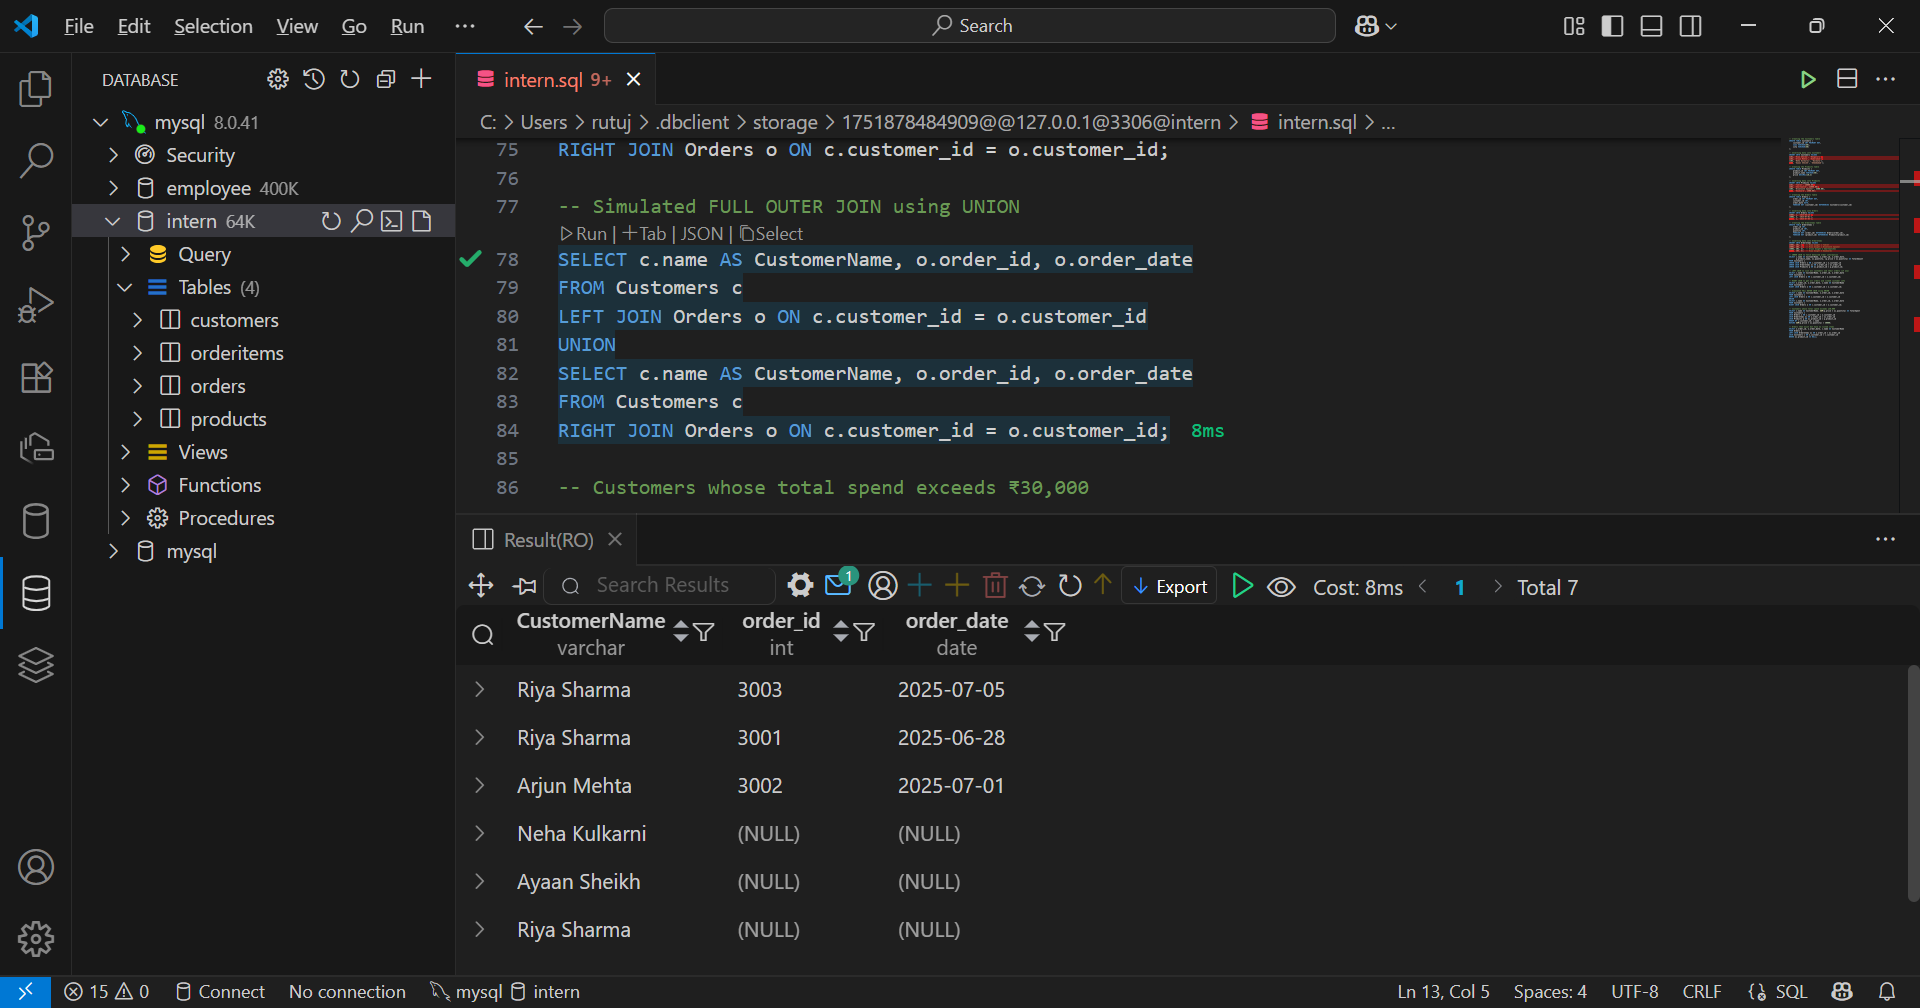 File Edit Selection View Go Run ··· Search
DATABASE
mysql 8.0.41
Security
employee 400K
intern 64K
Query
Tables (4)
customers
orderitems
orders
products
Views
Functions
Procedures
mysql
intern.sql 9+
C: > Users > rutuj > .dbclient > storage > 1751878484909@@127.0.0.1@3306@intern > intern.sql > ...
75 RIGHT JOIN Orders o ON c.customer_id = o.customer_id;
76
77 -- Simulated FULL OUTER JOIN using UNION
Run | +Tab | JSON | Select
78 SELECT c.name AS CustomerName, o.order_id, o.order_date
79 FROM Customers c
80 LEFT JOIN Orders o ON c.customer_id = o.customer_id
81 UNION
82 SELECT c.name AS CustomerName, o.order_id, o.order_date
83 FROM Customers c
84 RIGHT JOIN Orders o ON c.customer_id = o.customer_id; 8ms
85
86 -- Customers whose total spend exceeds ₹30,000
Result(RO)
Search Results 1 Export Cost: 8ms < 1 > Total 7
CustomerName order_id order_date
varchar int date
Riya Sharma 3003 2025-07-05
Riya Sharma 3001 2025-06-28
Arjun Mehta 3002 2025-07-01
Neha Kulkarni (NULL) (NULL)
Ayaan Sheikh (NULL) (NULL)
Riya Sharma (NULL) (NULL)
15 0 Connect No connection mysql intern Ln 13, Col 5 Spaces: 4 UTF-8 CRLF SQL